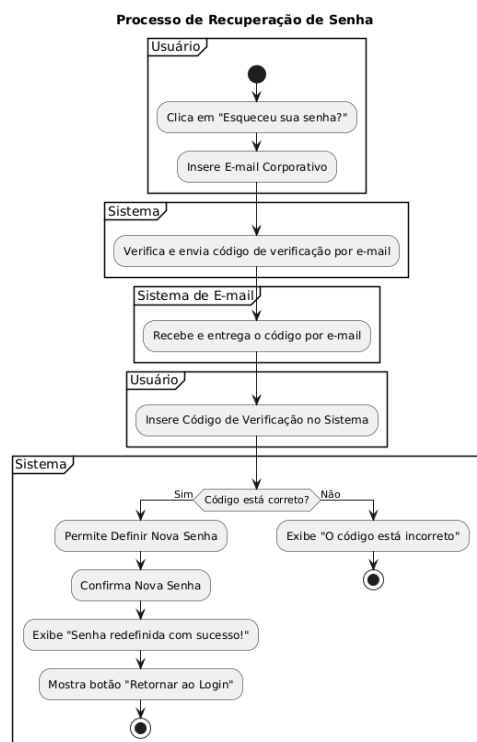 Processo de Recuperação de Senha
Usuário
Clica em "Esqueceu sua senha?"
Insere E-mail Corporativo
Sistema
Verifica e envia código de verificação por e-mail
Sistema de E-mail
Recebe e entrega o código por e-mail
Usuário
Insere Código de Verificação no Sistema
Sistema
Sim
Código está correto?
Não
Permite Definir Nova Senha
Exibe "O código está incorreto"
Confirma Nova Senha
Exibe "Senha redefinida com sucesso!"
Mostra botão "Retornar ao Login"